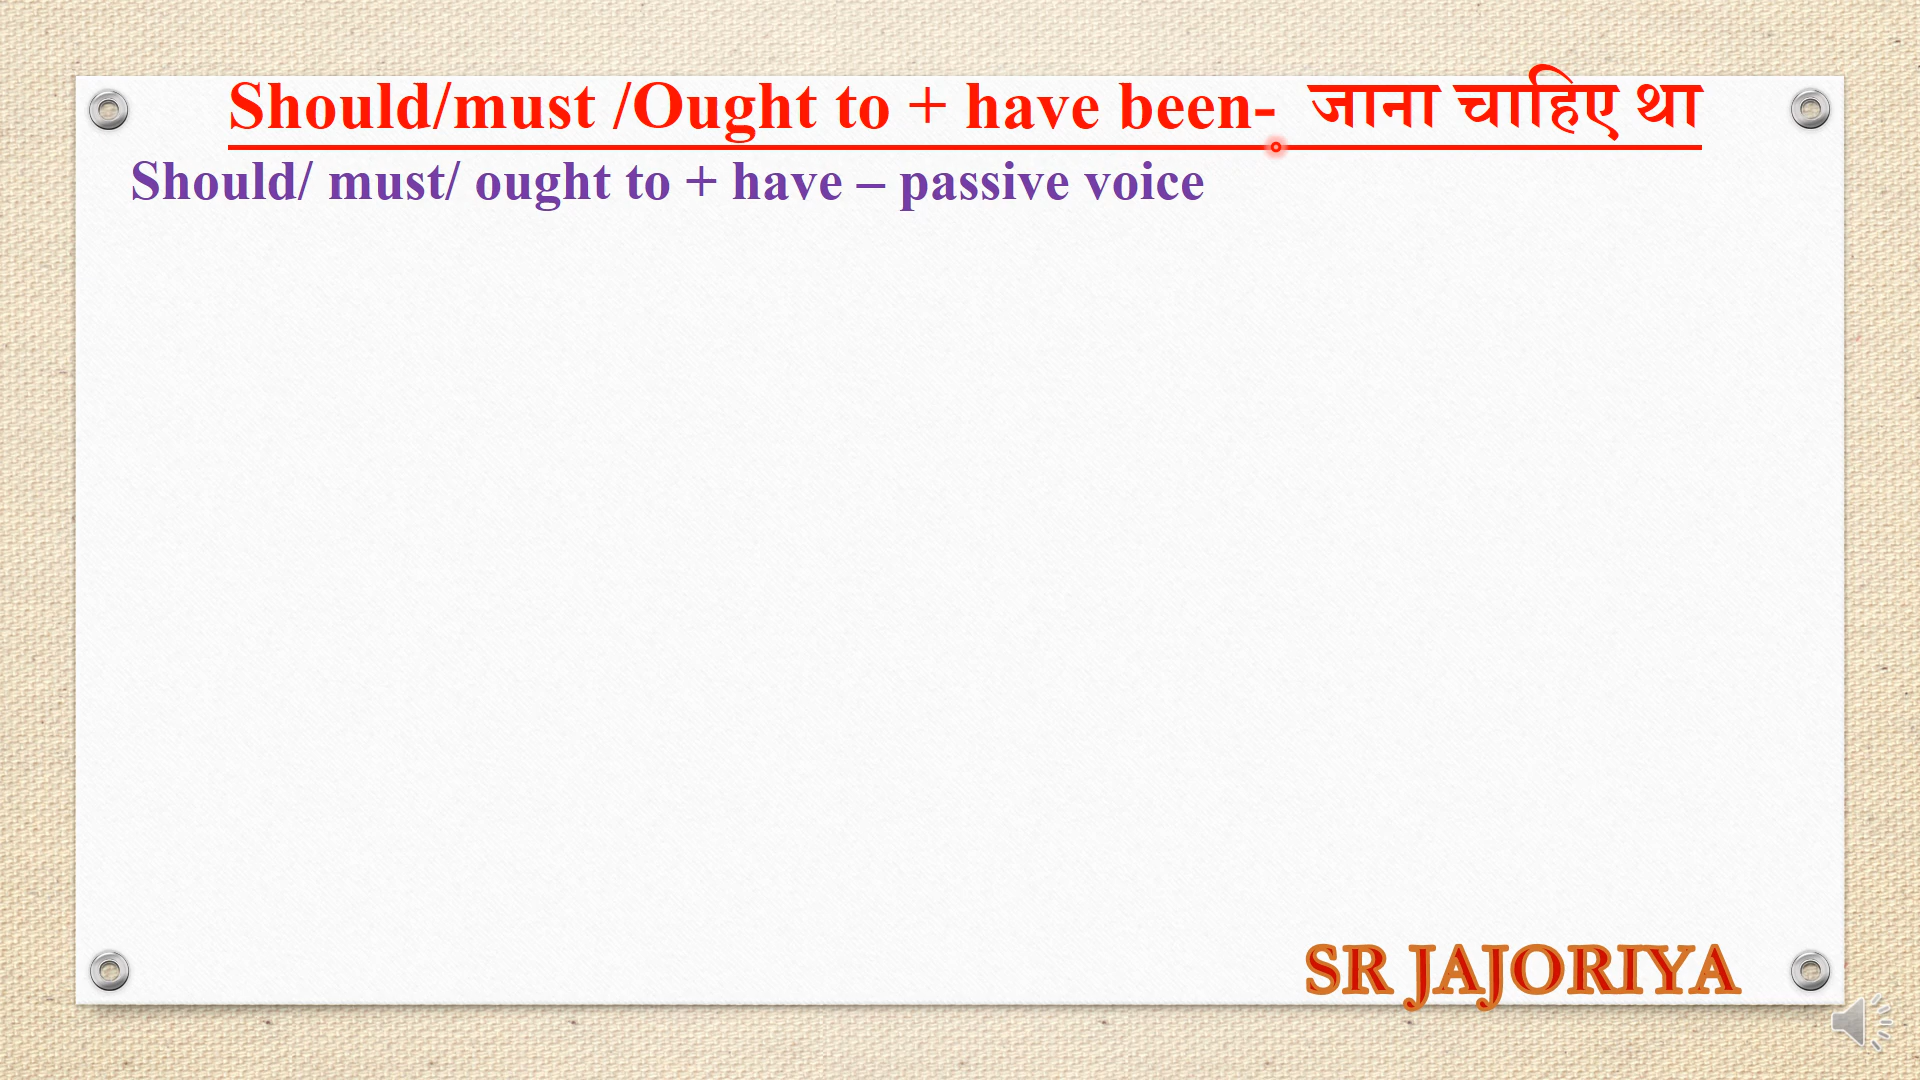 Should/must /Ought to + have been- जाना चाहिए था
Should/ must/ ought to + have – passive voice
SR JAJORIYA